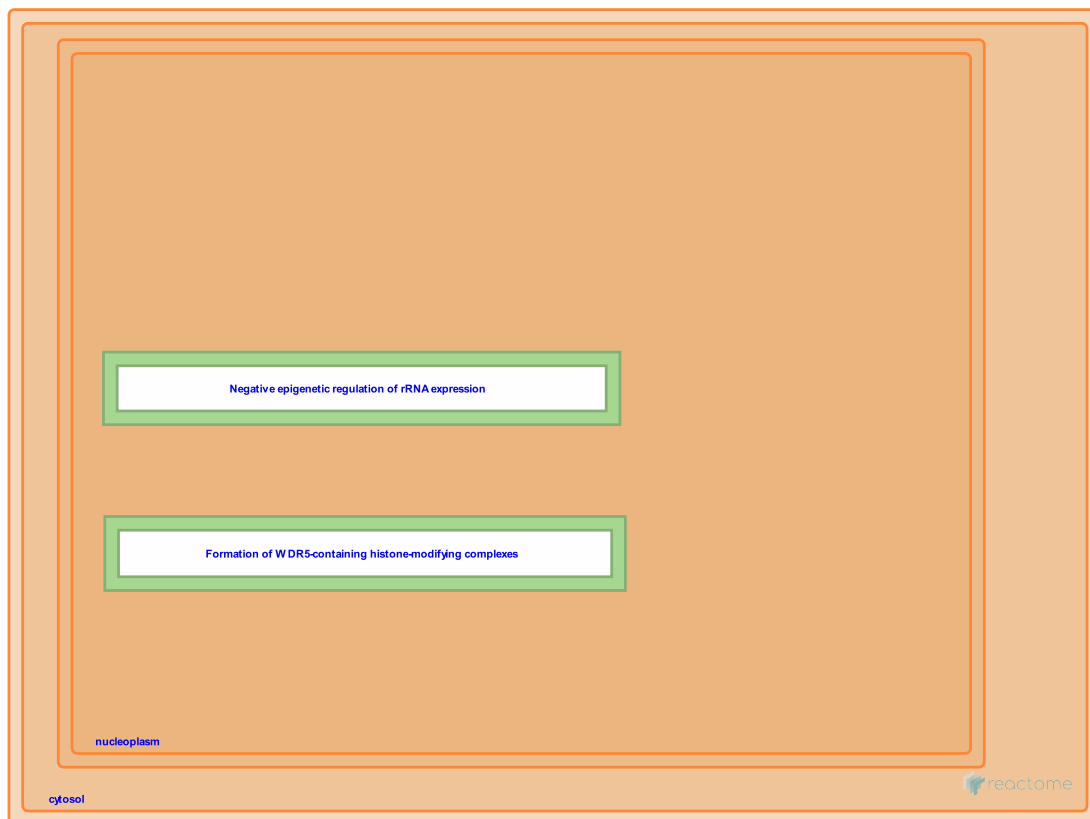 Negative epigenetic regulation of rRNA expression
Formation of WDR5-containing histone-modifying complexes
nucleoplasm
reactome
cytosol